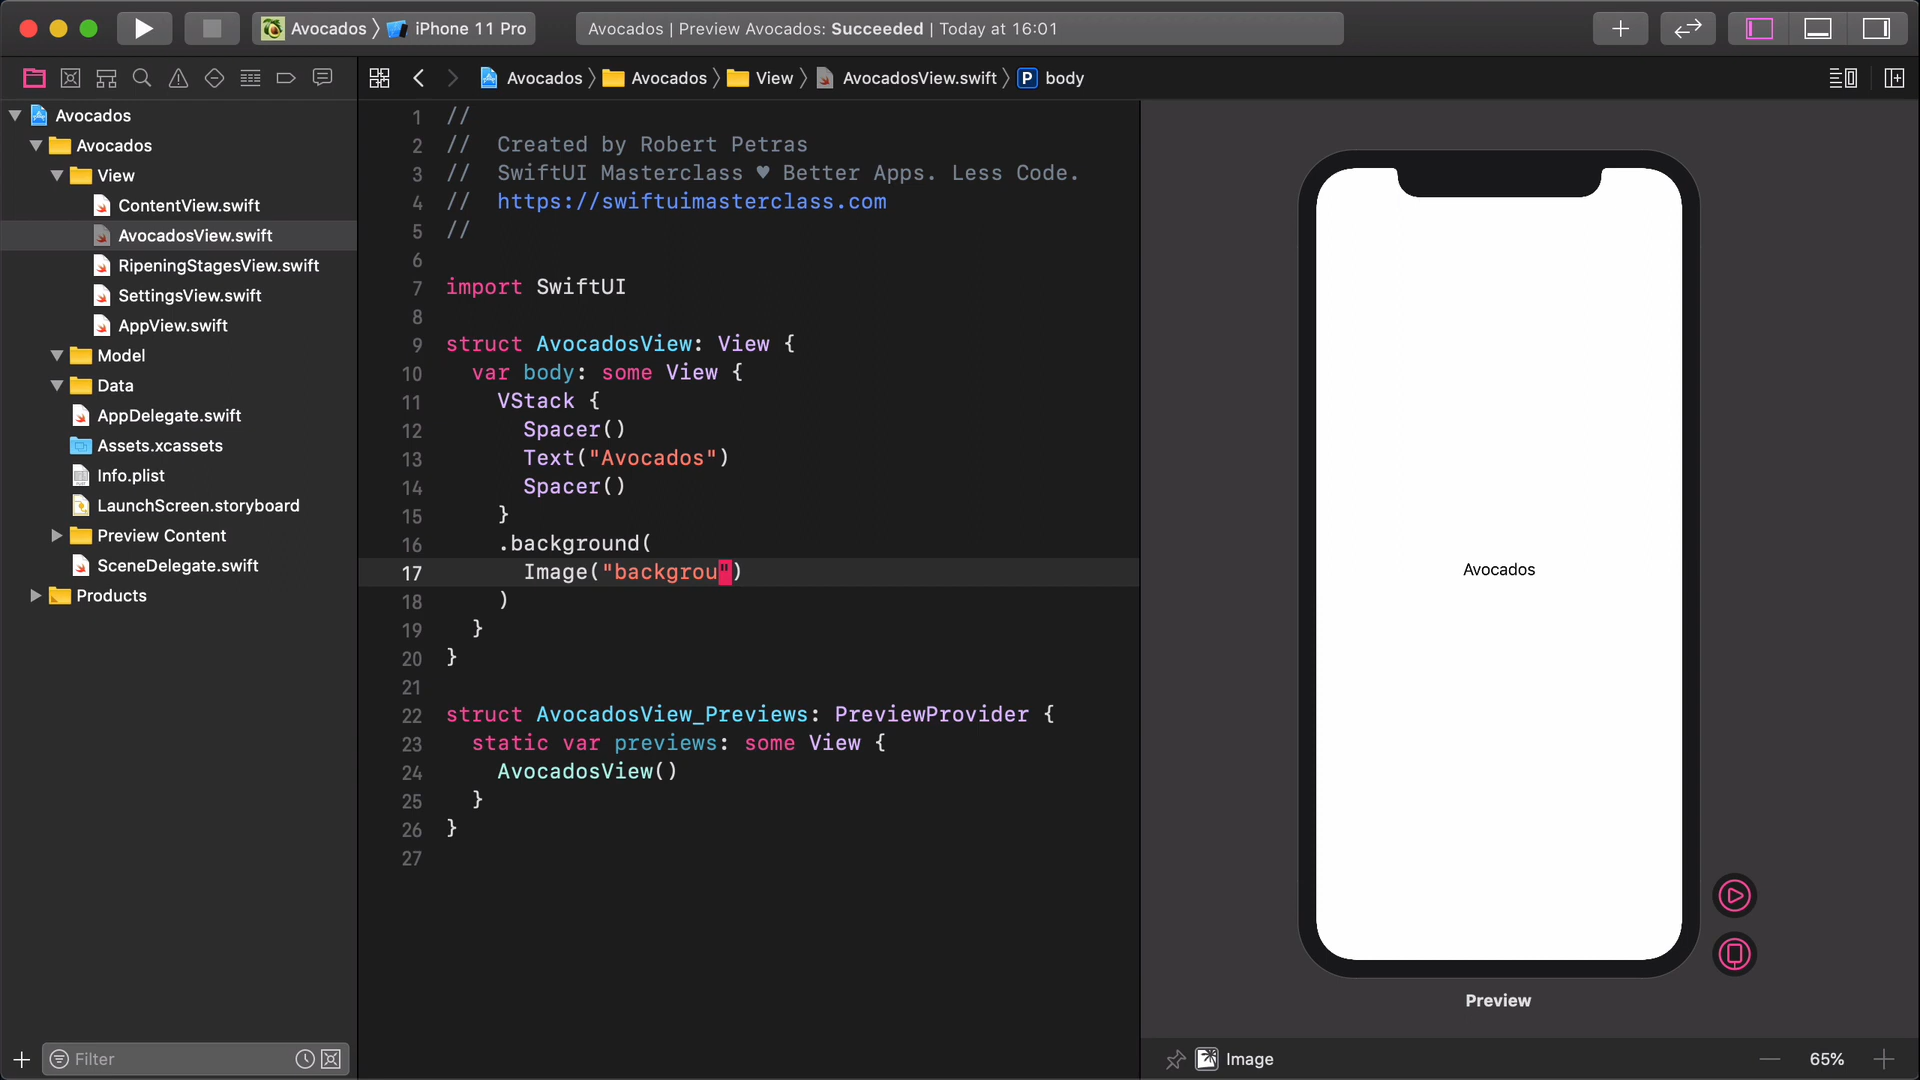 Avocados 〉 iPhone 11 Pro
Avocados | Preview Avocados: Succeeded | Today at 16:01
Avocados 〉 Avocados 〉 View 〉 AvocadosView.swift 〉 P body
Avocados
Avocados
View
ContentView.swift
AvocadosView.swift
RipeningStagesView.swift
SettingsView.swift
AppView.swift
Model
Data
AppDelegate.swift
Assets.xcassets
Info.plist
LaunchScreen.storyboard
Preview Content
SceneDelegate.swift
Products
Filter
1 //
2 //  Created by Robert Petras
3 //  SwiftUI Masterclass ♥ Better Apps. Less Code.
4 //  https://swiftuimasterclass.com
5 //
6
7 import SwiftUI
8
9 struct AvocadosView: View {
10   var body: some View {
11     VStack {
12       Spacer()
13       Text("Avocados")
14       Spacer()
15     }
16     .background(
17       Image("backgrou")
18     )
19   }
20 }
21
22 struct AvocadosView_Previews: PreviewProvider {
23   static var previews: some View {
24     AvocadosView()
25   }
26 }
27
Avocados
Preview
Image
65%